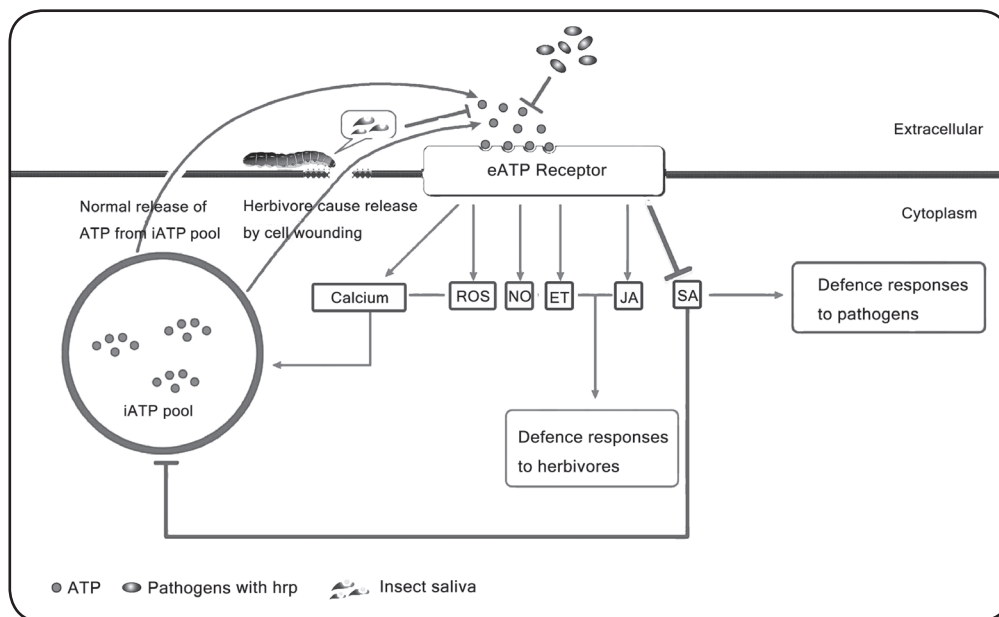 Extracellular
eATP Receptor
Cytoplasm
Normal release of
ATP from iATP pool
Herbivore cause release
by cell wounding
Calcium
ROS
NO
ET
JA
SA
Defence responses
to pathogens
iATP pool
Defence responses
to herbivores
ATP
Pathogens with hrp
Insect saliva